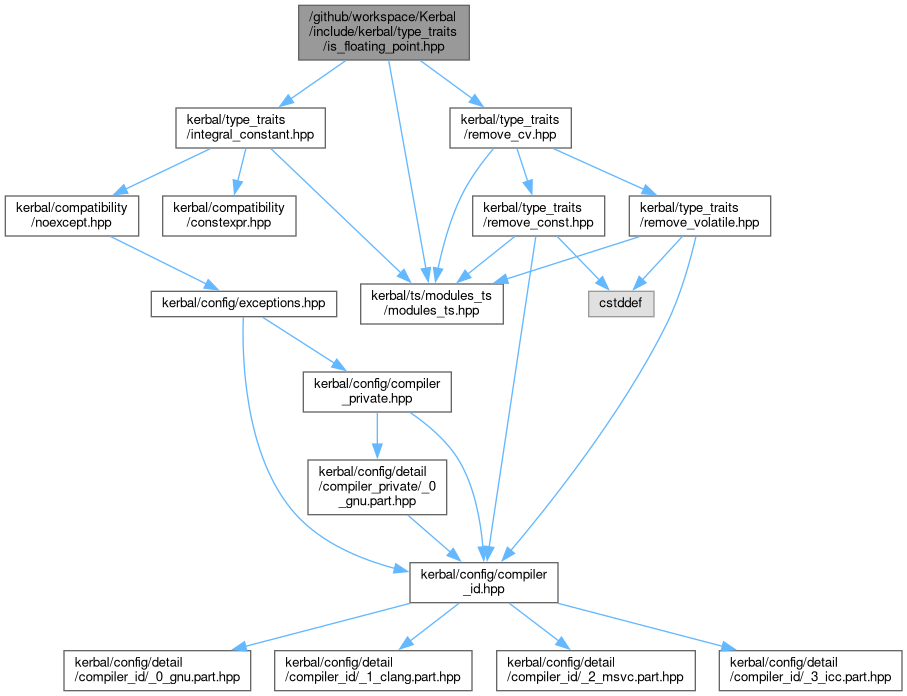 /github/workspace/Kerbal
/include/kerbal/type_traits
/is_floating_point.hpp
kerbal/type_traits
/integral_constant.hpp
kerbal/type_traits
/remove_cv.hpp
kerbal/compatibility
/noexcept.hpp
kerbal/compatibility
/constexpr.hpp
kerbal/type_traits
/remove_const.hpp
kerbal/type_traits
/remove_volatile.hpp
kerbal/config/exceptions.hpp
kerbal/ts/modules_ts
/modules_ts.hpp
cstddef
kerbal/config/compiler
_private.hpp
kerbal/config/detail
/compiler_private/_0
_gnu.part.hpp
kerbal/config/compiler
_id.hpp
kerbal/config/detail
/compiler_id/_0_gnu.part.hpp
kerbal/config/detail
/compiler_id/_1_clang.part.hpp
kerbal/config/detail
/compiler_id/_2_msvc.part.hpp
kerbal/config/detail
/compiler_id/_3_icc.part.hpp